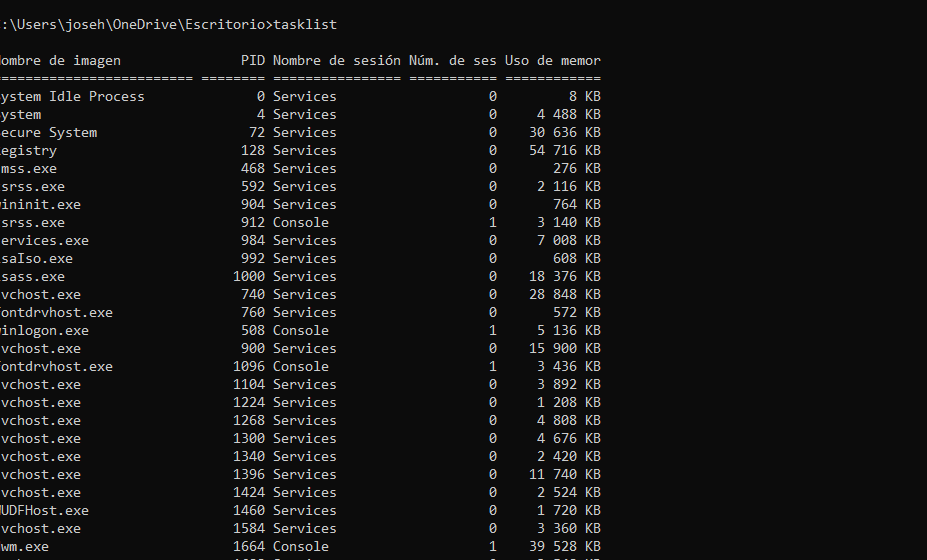 :\Users\joseh\OneDrive\Escritorio>tasklist
ombre de imagen PID Nombre de sesión Núm. de ses Uso de memor
========================= ======== ================ =========== ============
ystem Idle Process 0 Services 0 8 KB
ystem 4 Services 0 4 488 KB
ecure System 72 Services 0 30 636 KB
egistry 128 Services 0 54 716 KB
mss.exe 468 Services 0 276 KB
srss.exe 592 Services 0 2 116 KB
ininit.exe 904 Services 0 764 KB
srss.exe 912 Console 1 3 140 KB
ervices.exe 984 Services 0 7 008 KB
saIso.exe 992 Services 0 608 KB
sass.exe 1000 Services 0 18 376 KB
vchost.exe 740 Services 0 28 848 KB
ontdrvhost.exe 760 Services 0 572 KB
inlogon.exe 508 Console 1 5 136 KB
vchost.exe 900 Services 0 15 900 KB
ontdrvhost.exe 1096 Console 1 3 436 KB
vchost.exe 1104 Services 0 3 892 KB
vchost.exe 1224 Services 0 1 208 KB
vchost.exe 1268 Services 0 4 808 KB
vchost.exe 1300 Services 0 4 676 KB
vchost.exe 1340 Services 0 2 420 KB
vchost.exe 1396 Services 0 11 740 KB
vchost.exe 1424 Services 0 2 524 KB
UDFHost.exe 1460 Services 0 1 720 KB
vchost.exe 1584 Services 0 3 360 KB
wm.exe 1664 Console 1 39 528 KB